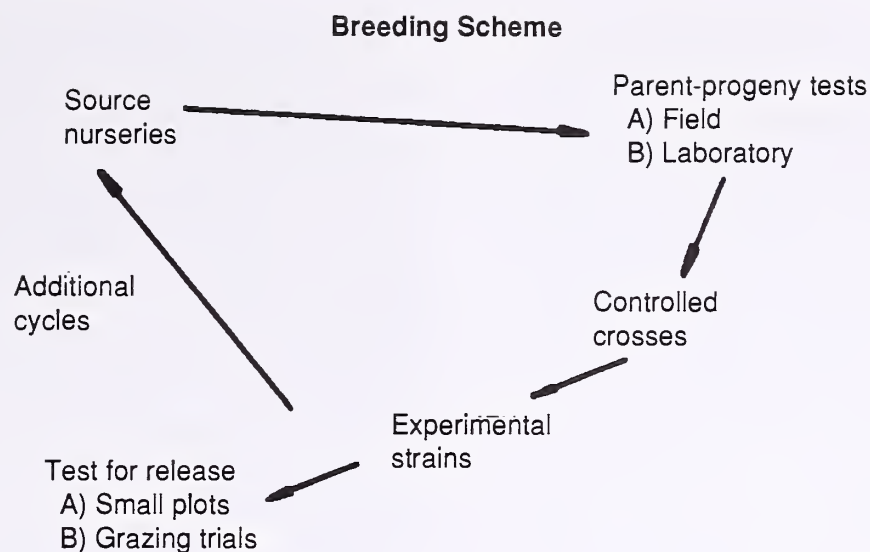 Breeding Scheme
Source
nurseries
Parent-progeny tests
A) Field
B) Laboratory
Controlled
crosses
Experimental
strains
Additional
cycles
Test for release
A) Small plots
B) Grazing trials